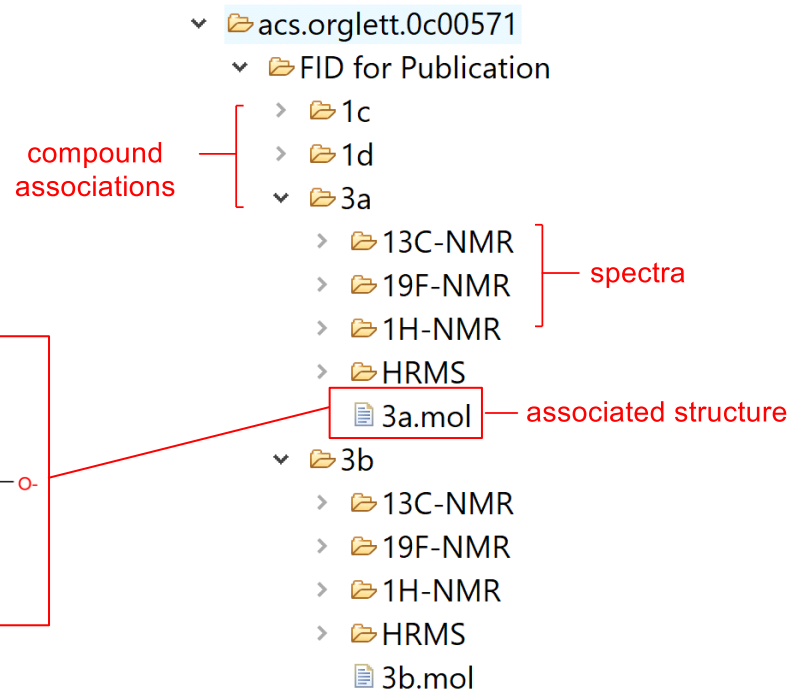 acs.orglett.0c00571
FID for Publication
1c
compound
associations
1d
3a
13C-NMR
spectra
19F-NMR
1H-NMR
HRMS
3a.mol
associated structure
3b
O-
13C-NMR
19F-NMR
1H-NMR
HRMS
3b.mol